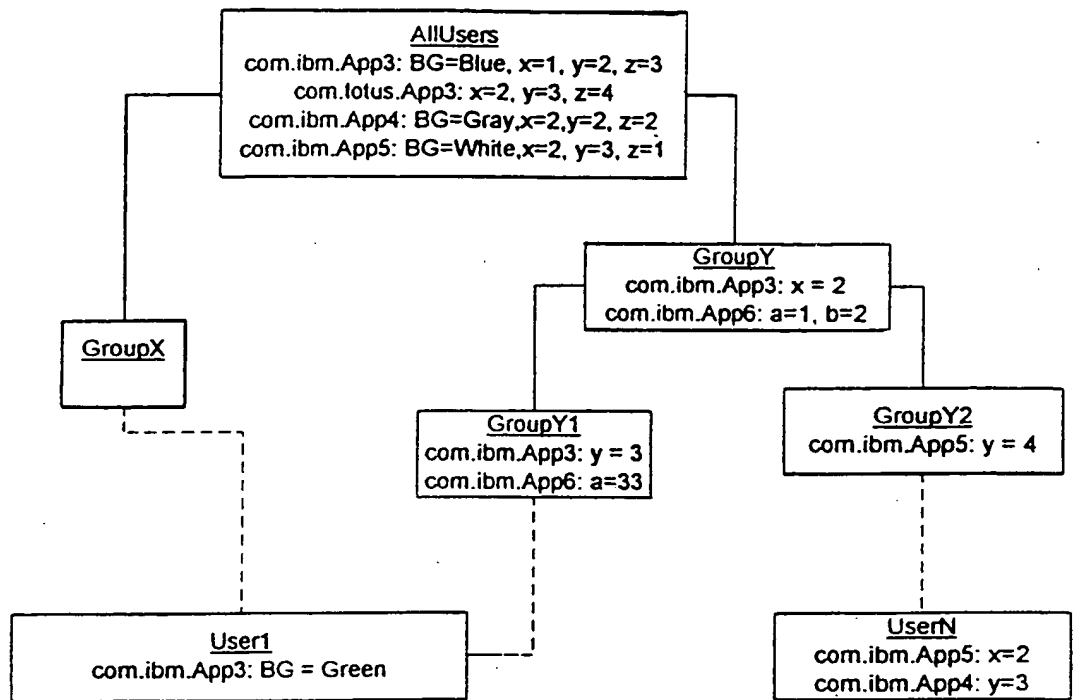 AllUsers
com.ibm.App3: BG=Blue, x=1, y=2, z=3
com.totus.App3: x=2, y=3, z=4
com.ibm.App4: BG=Gray,x=2,y=2, z=2
com.ibm.App5: BG=White,x=2, y=3, z=1
GroupY
com.ibm.App3: x = 2
com.ibm.App6: a=1, b=2
GroupX
GroupY1
com.ibm.App3: y = 3
com.ibm.App6: a=33
GroupY2
com.ibm.App5: y = 4
User1
com.ibm.App3: BG = Green
UserN
com.ibm.App5: x=2
com.ibm.App4: y=3